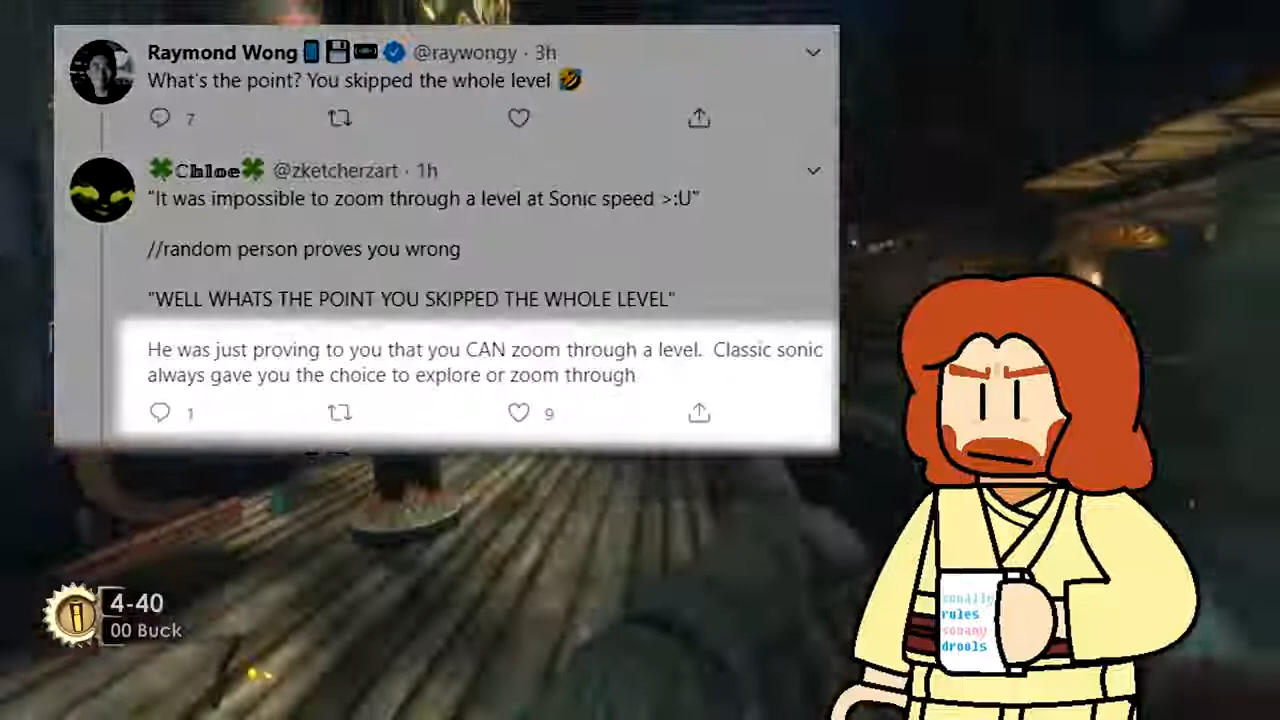 Raymond Wong @raywongy · 3h
What's the point? You skipped the whole level 🤣
7
🍀Chloe🍀 @zketcherzart · 1h
"It was impossible to zoom through a level at Sonic speed >:U"
//random person proves you wrong
"WELL WHATS THE POINT YOU SKIPPED THE WHOLE LEVEL"
He was just proving to you that you CAN zoom through a level. Classic sonic
always gave you the choice to explore or zoom through
1 9
4-40
00 Buck
rules
drools